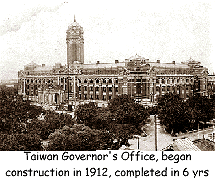 Taiwan Governor's Office, began
construction in 1912, completed in 6 yrs